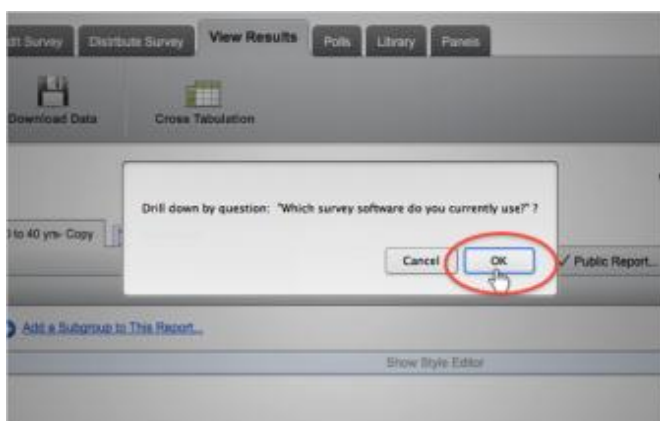 Edit Survey Distribute Survey View Results Polls Library Panels
Download Data Cross Tabulation
Drill down by question: "Which survey software do you currently use?" ?
to 40 yrs- Copy
Cancel OK
Public Report...
Add a Subgroup to This Report...
Show Style Editor